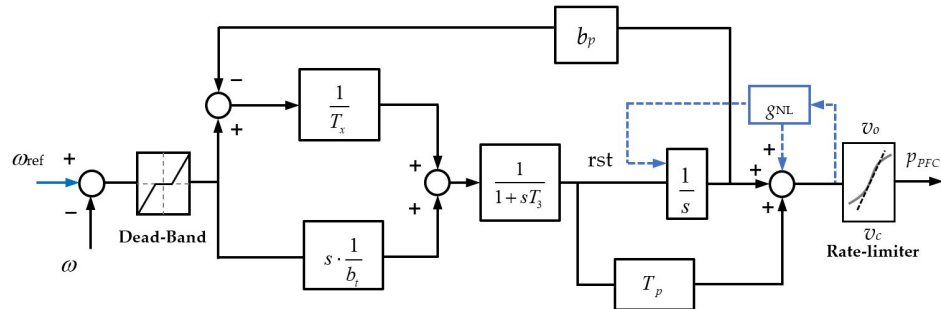 b_p
−
1
T_x
+
g_NL
ω_ref
+
−
ω
Dead-Band
+
+
1
1 + sT_3
rst
1
s
+
+
+
v_o
p_PFC
v_c
Rate-limiter
s · 1
b_t
T_p